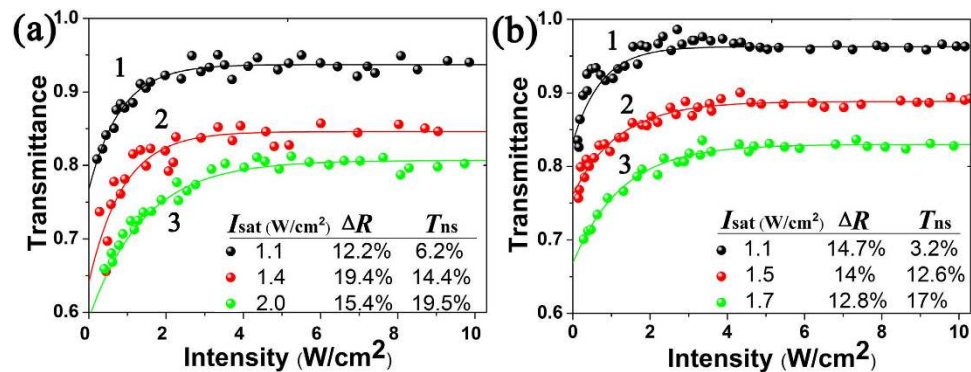 (a)
Transmittance
1.0
0.9
0.8
0.7
0.6
1
2
3
Isat (W/cm²) ΔR Tns
1.1 12.2% 6.2%
1.4 19.4% 14.4%
2.0 15.4% 19.5%
0 2 4 6 8 10
Intensity (W/cm²)
(b)
Transmittance
1.0
0.9
0.8
0.7
0.6
1
2
3
Isat (W/cm²) ΔR Tns
1.1 14.7% 3.2%
1.5 14% 12.6%
1.7 12.8% 17%
0 2 4 6 8 10
Intensity (W/cm²)